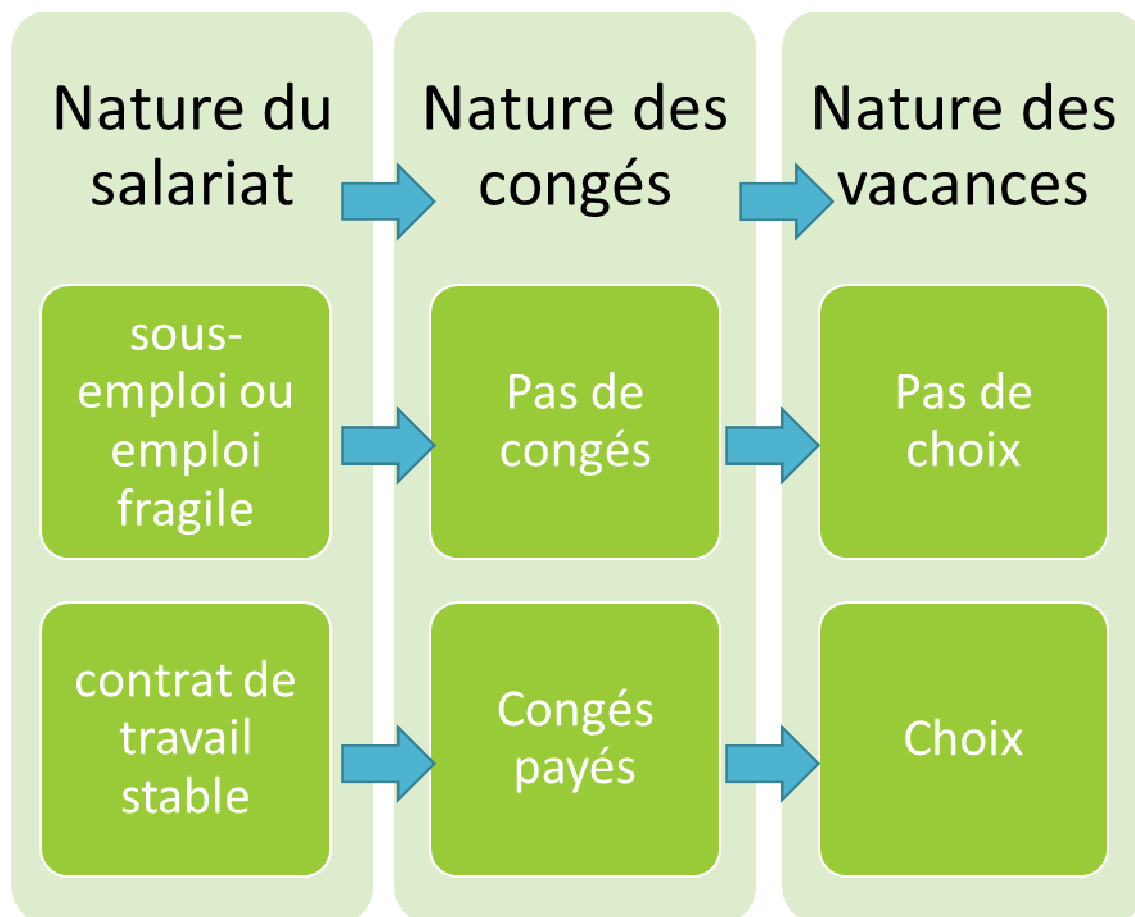 Nature du
salariat
Nature des
congés
Nature des
vacances
sous-
emploi ou
emploi
fragile
Pas de
congés
Pas de
choix
contrat de
travail
stable
Congés
payés
Choix